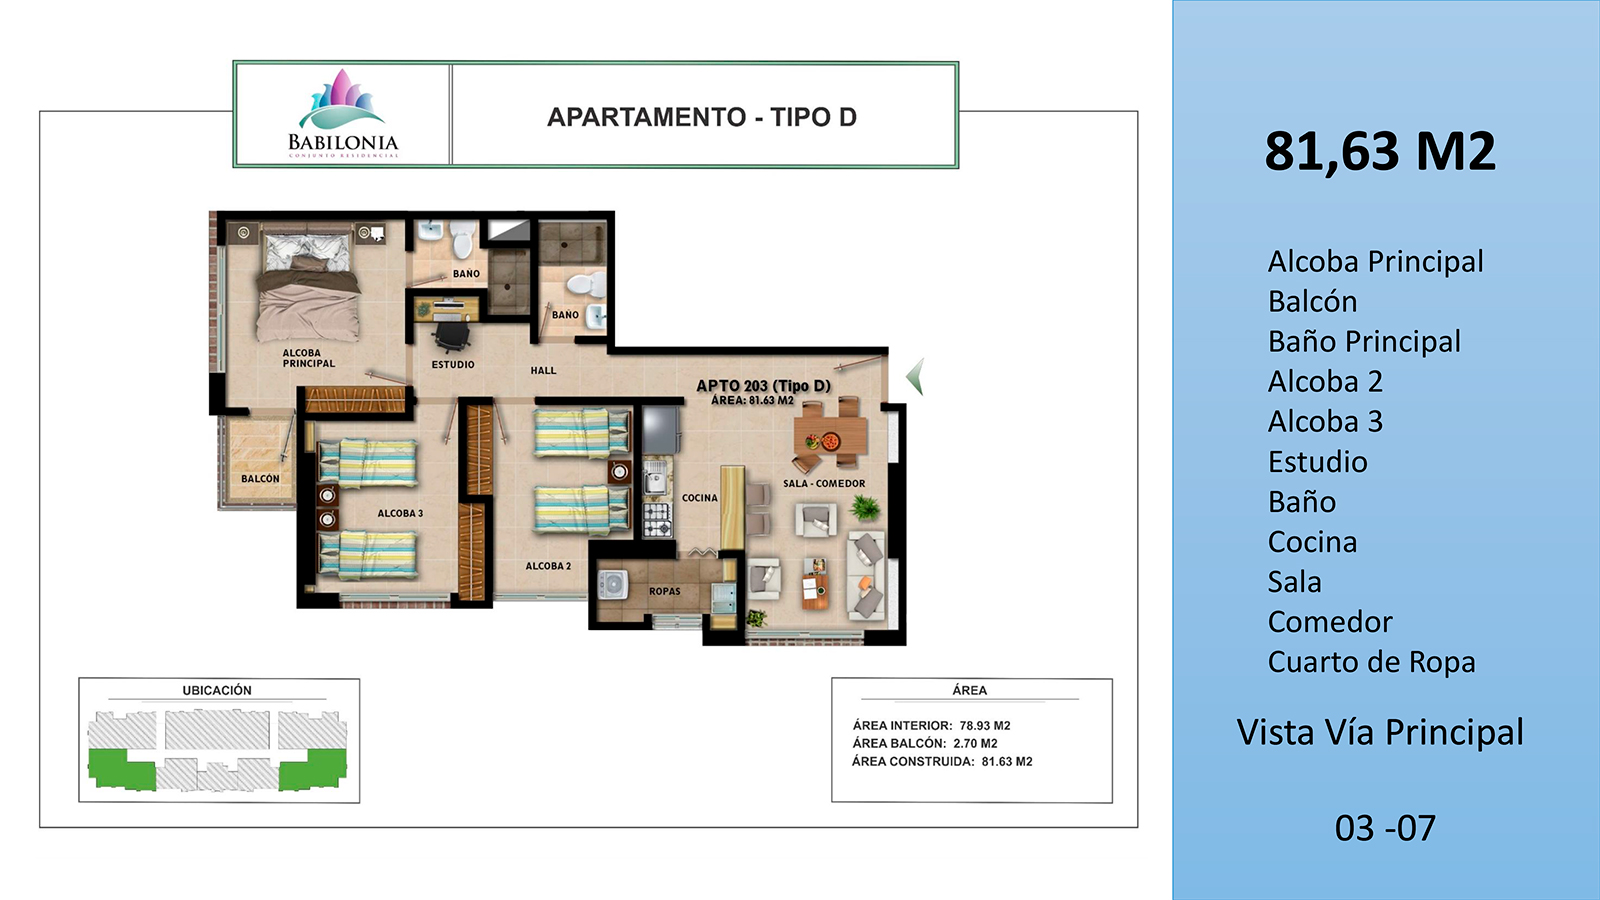 BABILONIA
CONJUNTO RESIDENCIAL
APARTAMENTO - TIPO D
BAÑO
BAÑO
ALCOBA
PRINCIPAL
ESTUDIO
HALL
APTO 203 (Tipo D)
ÁREA: 81.63 M2
BALCÓN
ALCOBA 3
COCINA
SALA - COMEDOR
ALCOBA 2
ROPAS
UBICACIÓN
ÁREA
ÁREA INTERIOR: 78.93 M2
ÁREA BALCÓN: 2.70 M2
ÁREA CONSTRUIDA: 81.63 M2
81,63 M2
Alcoba Principal
Balcón
Baño Principal
Alcoba 2
Alcoba 3
Estudio
Baño
Cocina
Sala
Comedor
Cuarto de Ropa
Vista Vía Principal
03 -07